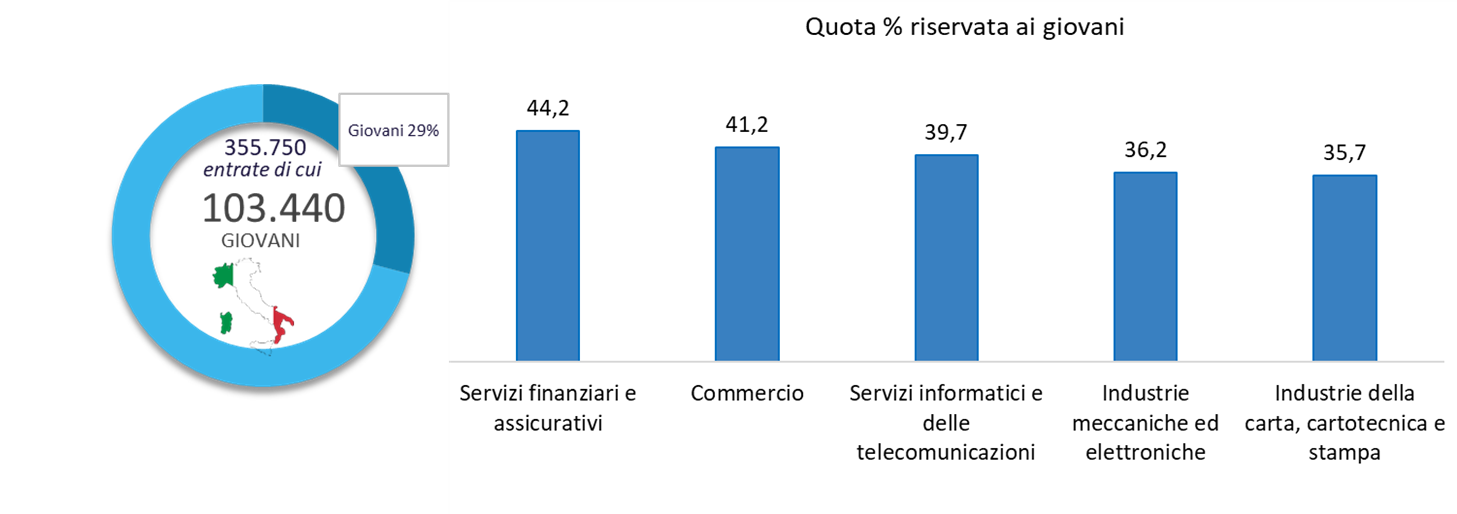 Quota % riservata ai giovani
Giovani 29%
355.750
entrate di cui
103.440
GIOVANI
44,2
41,2
39,7
36,2
35,7
Servizi finanziari e
assicurativi
Commercio
Servizi informatici e
delle
telecomunicazioni
Industrie
meccaniche ed
elettroniche
Industrie della
carta, cartotecnica e
stampa